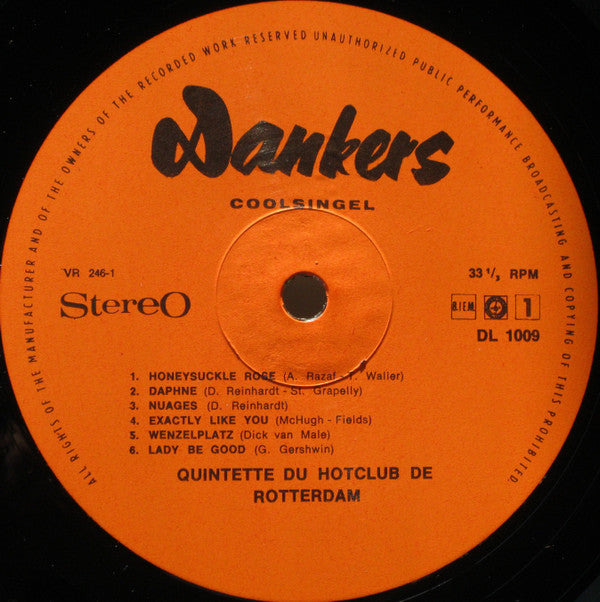 ALL RIGHTS OF THE MANUFACTURER AND OF THE OWNERS OF THE RECORDED WORK RESERVED UNAUTHORIZED PUBLIC PERFORMANCE BROADCASTING AND COPYING OF THIS PROHIBITED.
Dankers
COOLSINGEL
VR 246-1
33 1/3 RPM
Stereo
B.I.E.M. 1
DL 1009
1. HONEYSUCKLE ROSE (A. Razaf - T. Waller)
2. DAPHNE (D. Reinhardt - St. Grapelly)
3. NUAGES (D. Reinhardt)
4. EXACTLY LIKE YOU (McHugh - Fields)
5. WENZELPLATZ (Dick van Male)
6. LADY BE GOOD (G. Gershwin)
QUINTETTE DU HOTCLUB DE
ROTTERDAM